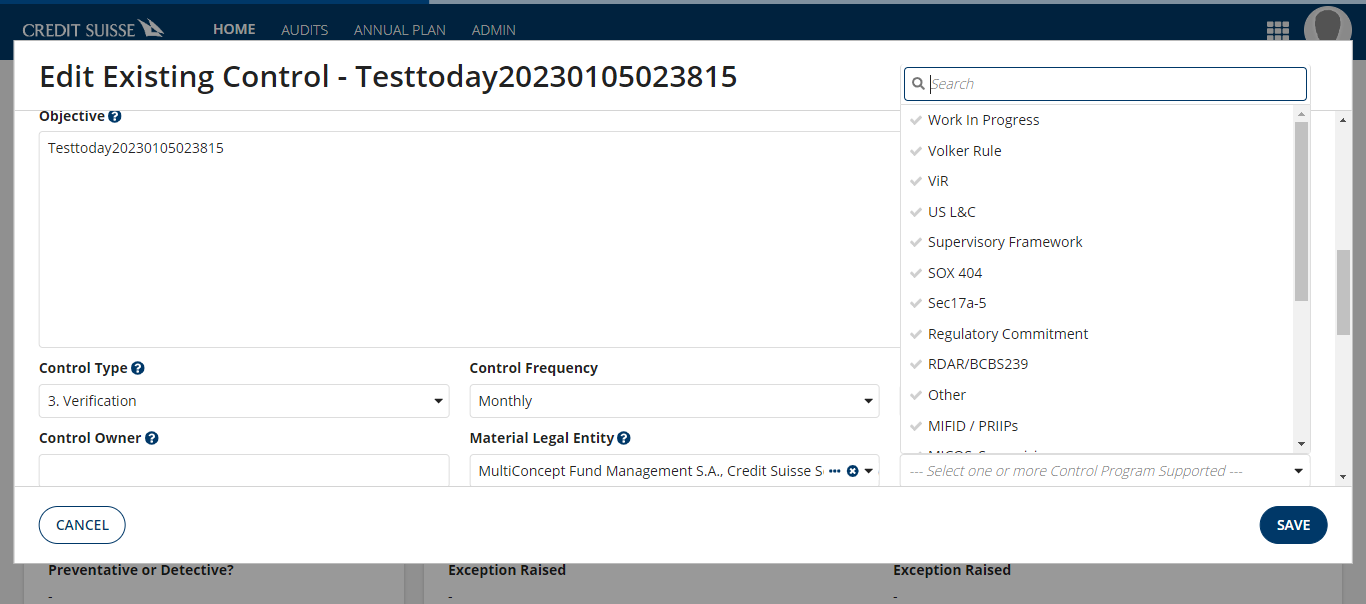 CREDIT SUISSE HOME AUDITS ANNUAL PLAN ADMIN
Edit Existing Control - Testtoday20230105023815
Objective ?
Testtoday20230105023815
Search
Work In Progress
Volker Rule
ViR
US L&C
Supervisory Framework
SOX 404
Sec17a-5
Regulatory Commitment
RDAR/BCBS239
Other
MIFID / PRIIPs
Control Type ?
3. Verification
Control Frequency
Monthly
Control Owner ?
Material Legal Entity ?
MultiConcept Fund Management S.A., Credit Suisse S
--- Select one or more Control Program Supported ---
CANCEL
SAVE
Preventative or Detective? Exception Raised Exception Raised
- - -